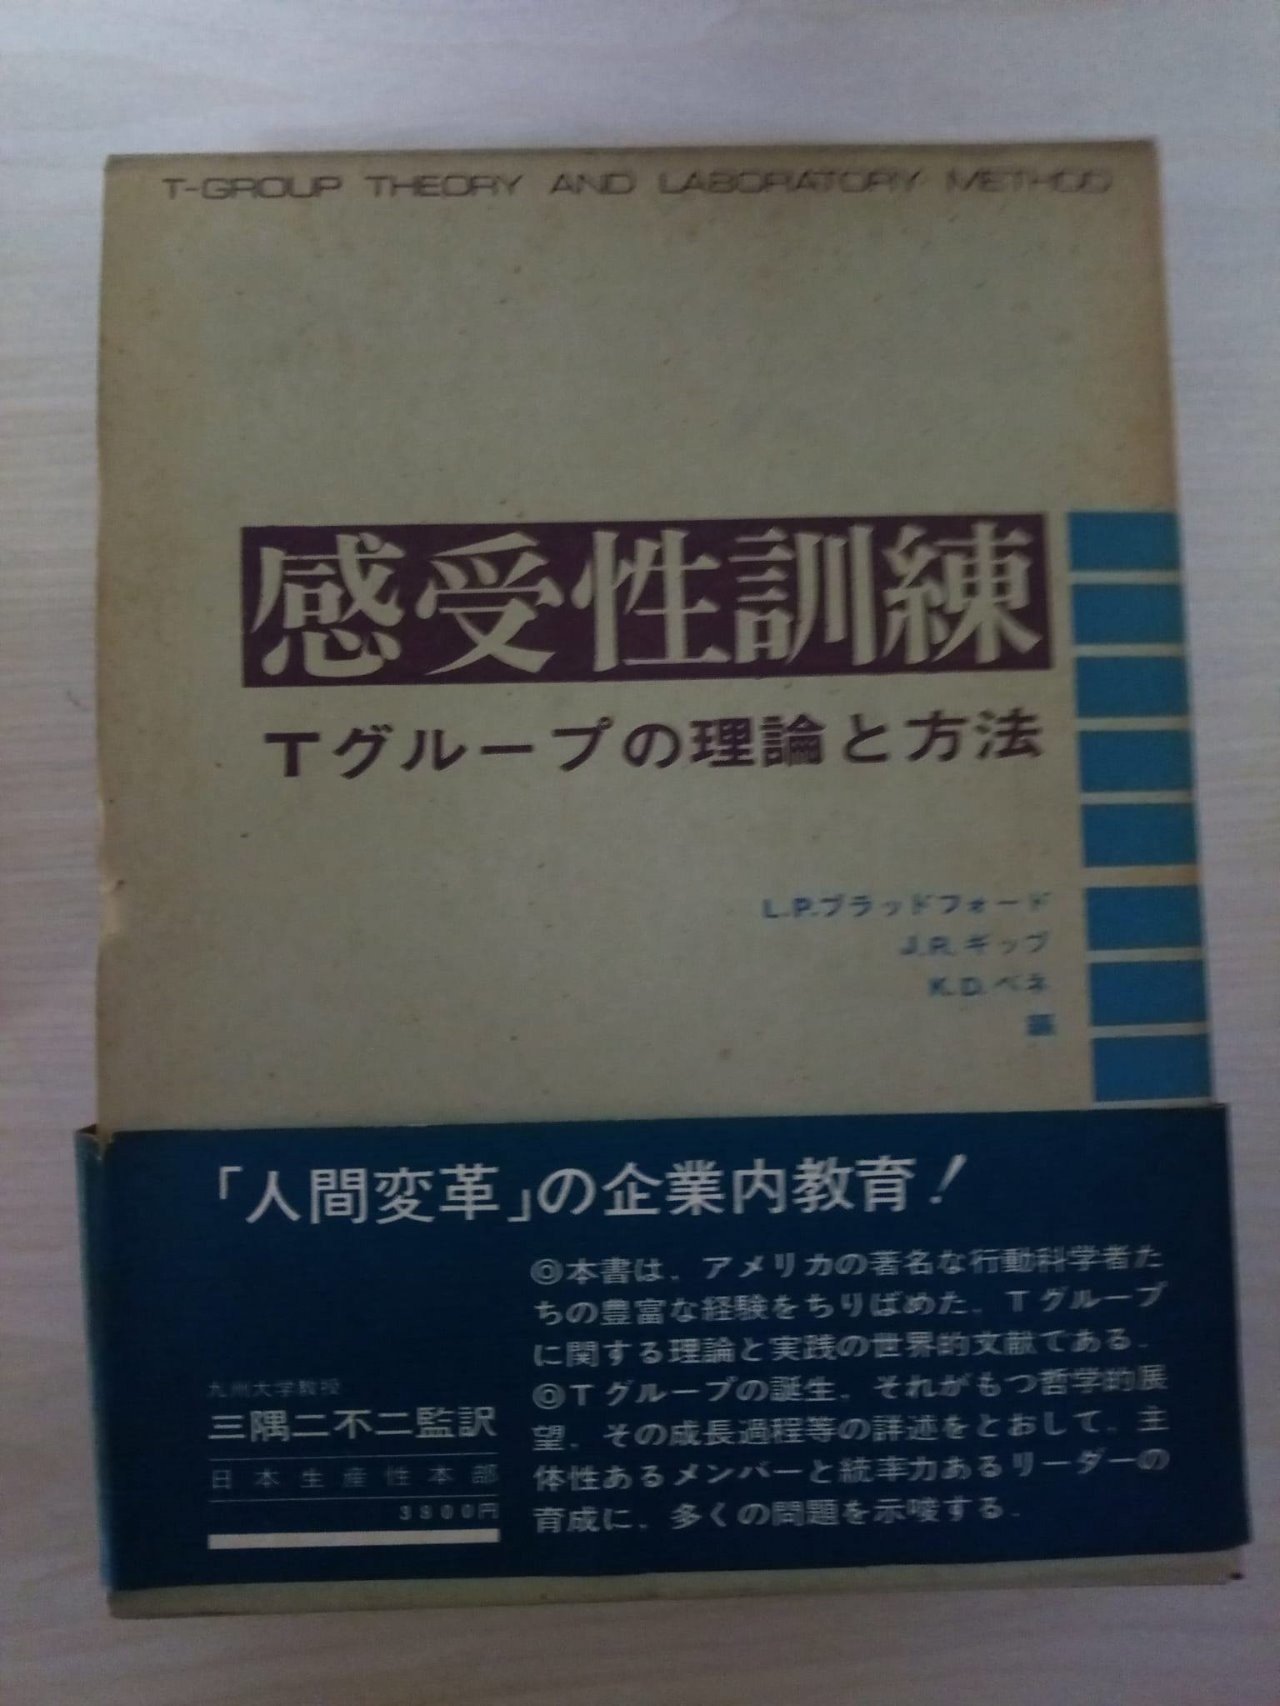 T-GROUP THEORY AND LABORATORY METHOD
感受性訓練
Tグループの理論と方法
L.P.ブラッドフォード
J.R.ギッブ
K.D.ベネ
編
「人間変革」の企業内教育!
◎本書は、アメリカの著名な行動科学者た
ちの豊富な経験をちりばめた、Tグループ
に関する理論と実践の世界的文献である.
◎Tグループの誕生、それがもつ哲学的展
望、その成長過程等の詳述をとおして、主
体性あるメンバーと統率力あるリーダーの
育成に、多くの問題を示唆する.
九州大学教授
三隅二不二監訳
日本生産性本部